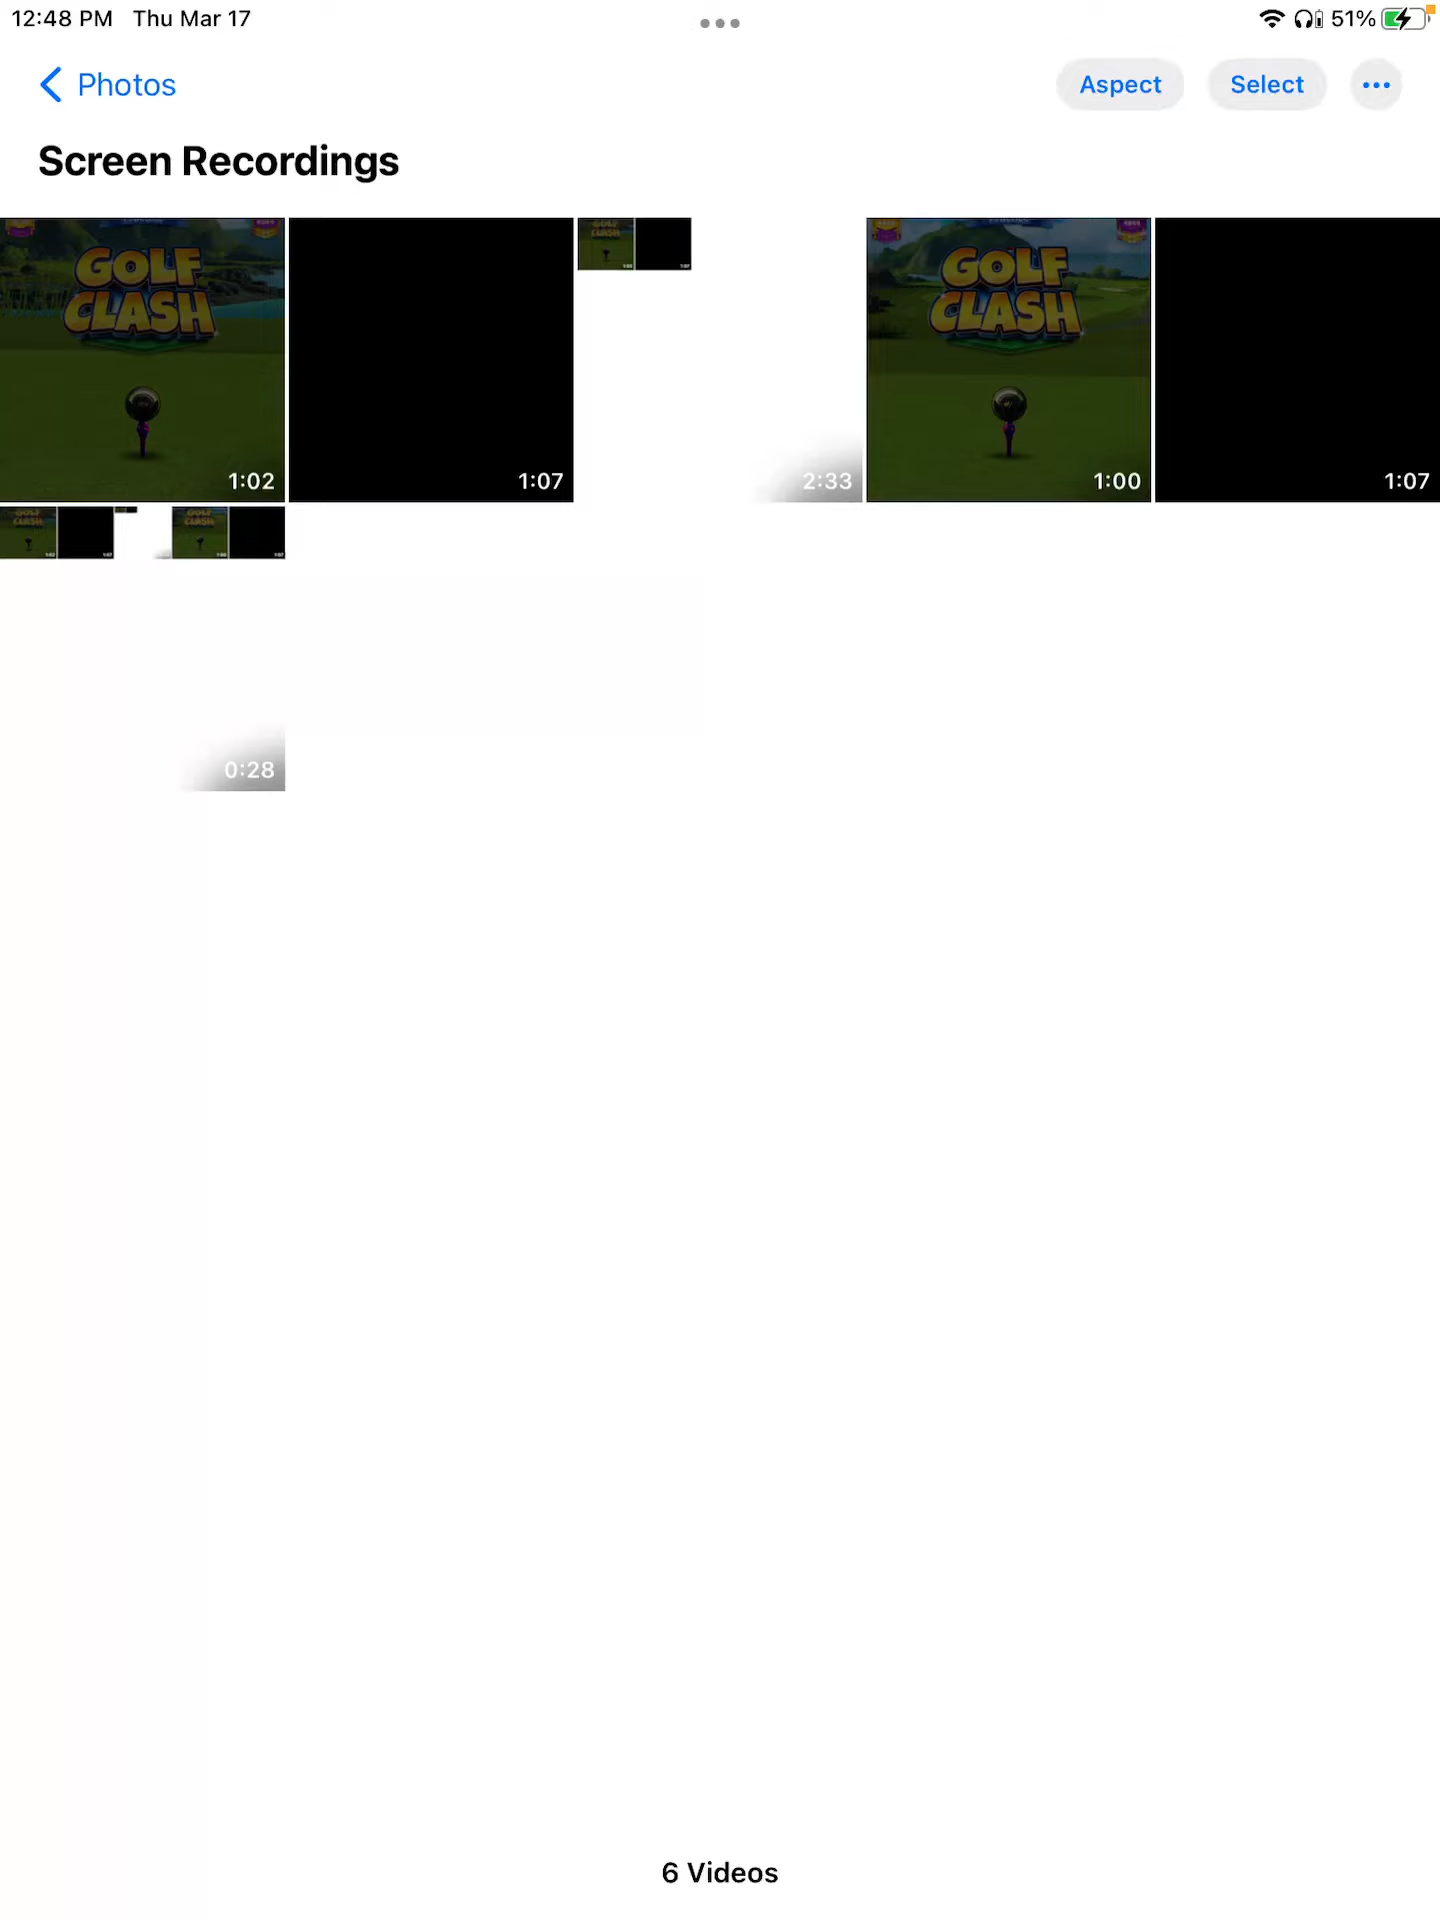 12:48 PM Thu Mar 17 51%
Photos Aspect Select
Screen Recordings
GOLF CLASH 1:02
1:07
2:33
GOLF CLASH 1:00
1:07
0:28
6 Videos